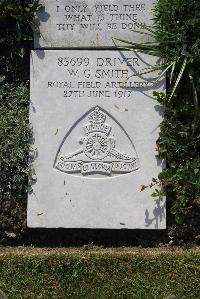 I ONLY YIELD THEE
WHAT IS THINE
THY WILL BE DONE
85699 DRIVER
W. G. SMITH
ROYAL FIELD ARTILLERY
27TH JUNE 1917